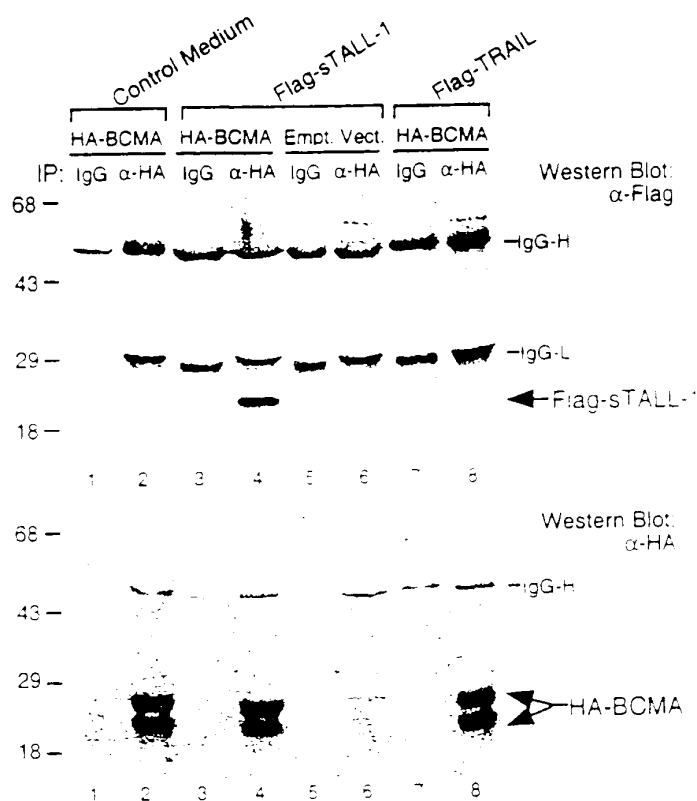 Control Medium
Flag-sTALL-1
Flag-TRAIL
HA-BCMA HA-BCMA Empt. Vect. HA-BCMA
IP: IgG α-HA IgG α-HA IgG α-HA IgG α-HA
Western Blot:
α-Flag
68
IgG-H
43
29
IgG-L
Flag-sTALL-1
18
1 2 3 4 5 6 7 8
Western Blot:
α-HA
68
IgG-H
43
29
HA-BCMA
18
1 2 3 4 5 6 7 8